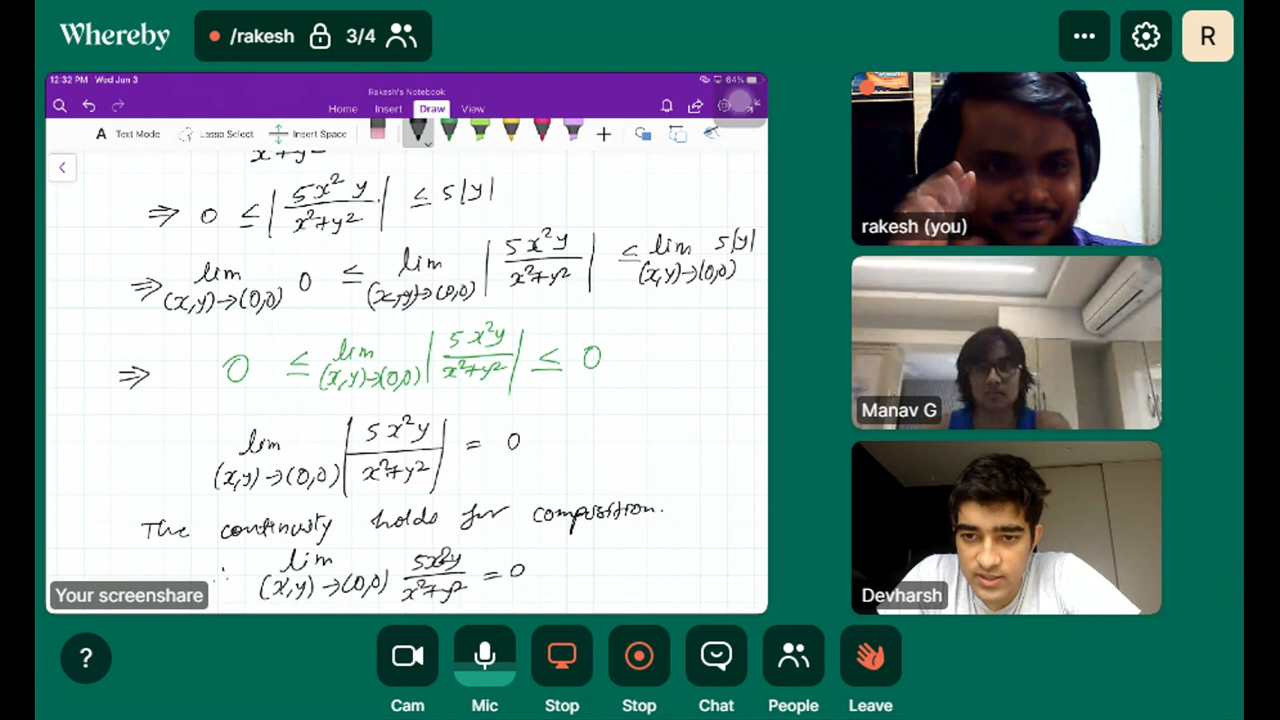 Whereby
/rakesh 3/4
R
12:32 PM Wed Jun 3
64%
Rakesh's Notebook
Home Insert Draw View
A Text Mode Lasso Select Insert Space
x²+y²
⇒ 0 ≤ | 5x² y / x²+y² | ≤ 5|y|
⇒ lim (x,y)→(0,0) 0 ≤ lim (x,y)→(0,0) | 5x²y / x²+y² | ≤ lim (x,y)→(0,0) 5|y|
⇒ 0 ≤ lim (x,y)→(0,0) | 5x²y / x²+y² | ≤ 0
lim (x,y)→(0,0) | 5x²y / x²+y² | = 0
The continuity holds for composition.
∴ lim (x,y)→(0,0) 5x²y / x²+y² = 0
Your screenshare
rakesh (you)
Manav G
Devharsh
?
Cam Mic Stop Stop Chat People Leave